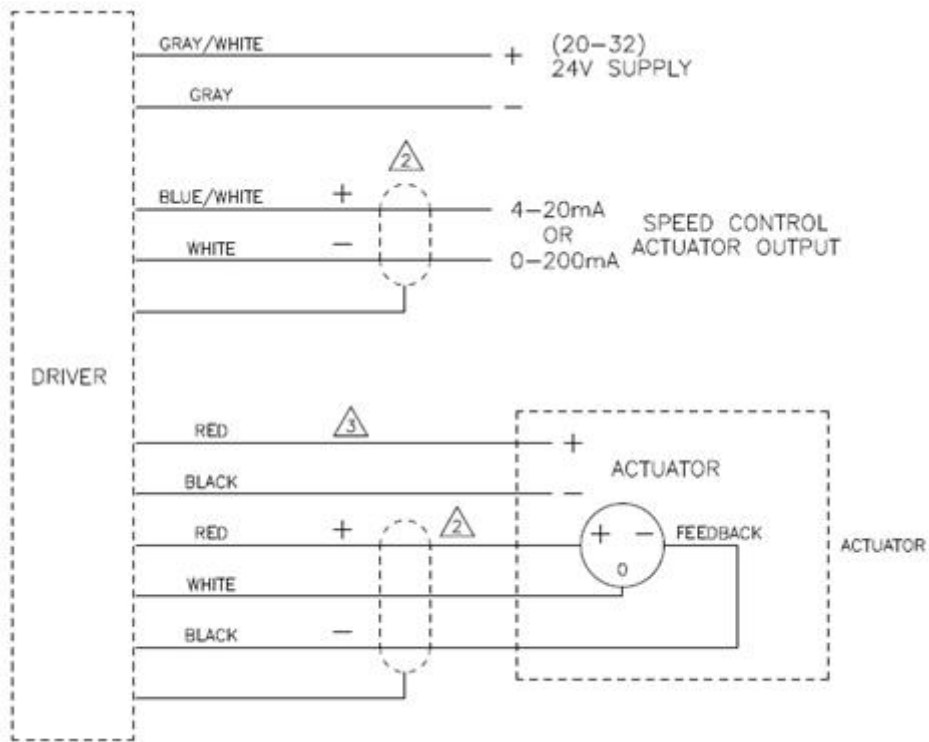 GRAY/WHITE
+
(20-32)
24V SUPPLY
GRAY
-
2
BLUE/WHITE
+
4-20mA
OR
0-200mA
SPEED CONTROL
ACTUATOR OUTPUT
WHITE
-
DRIVER
RED
3
+
BLACK
-
ACTUATOR
RED
+
2
+ -
0
FEEDBACK
ACTUATOR
WHITE
BLACK
-